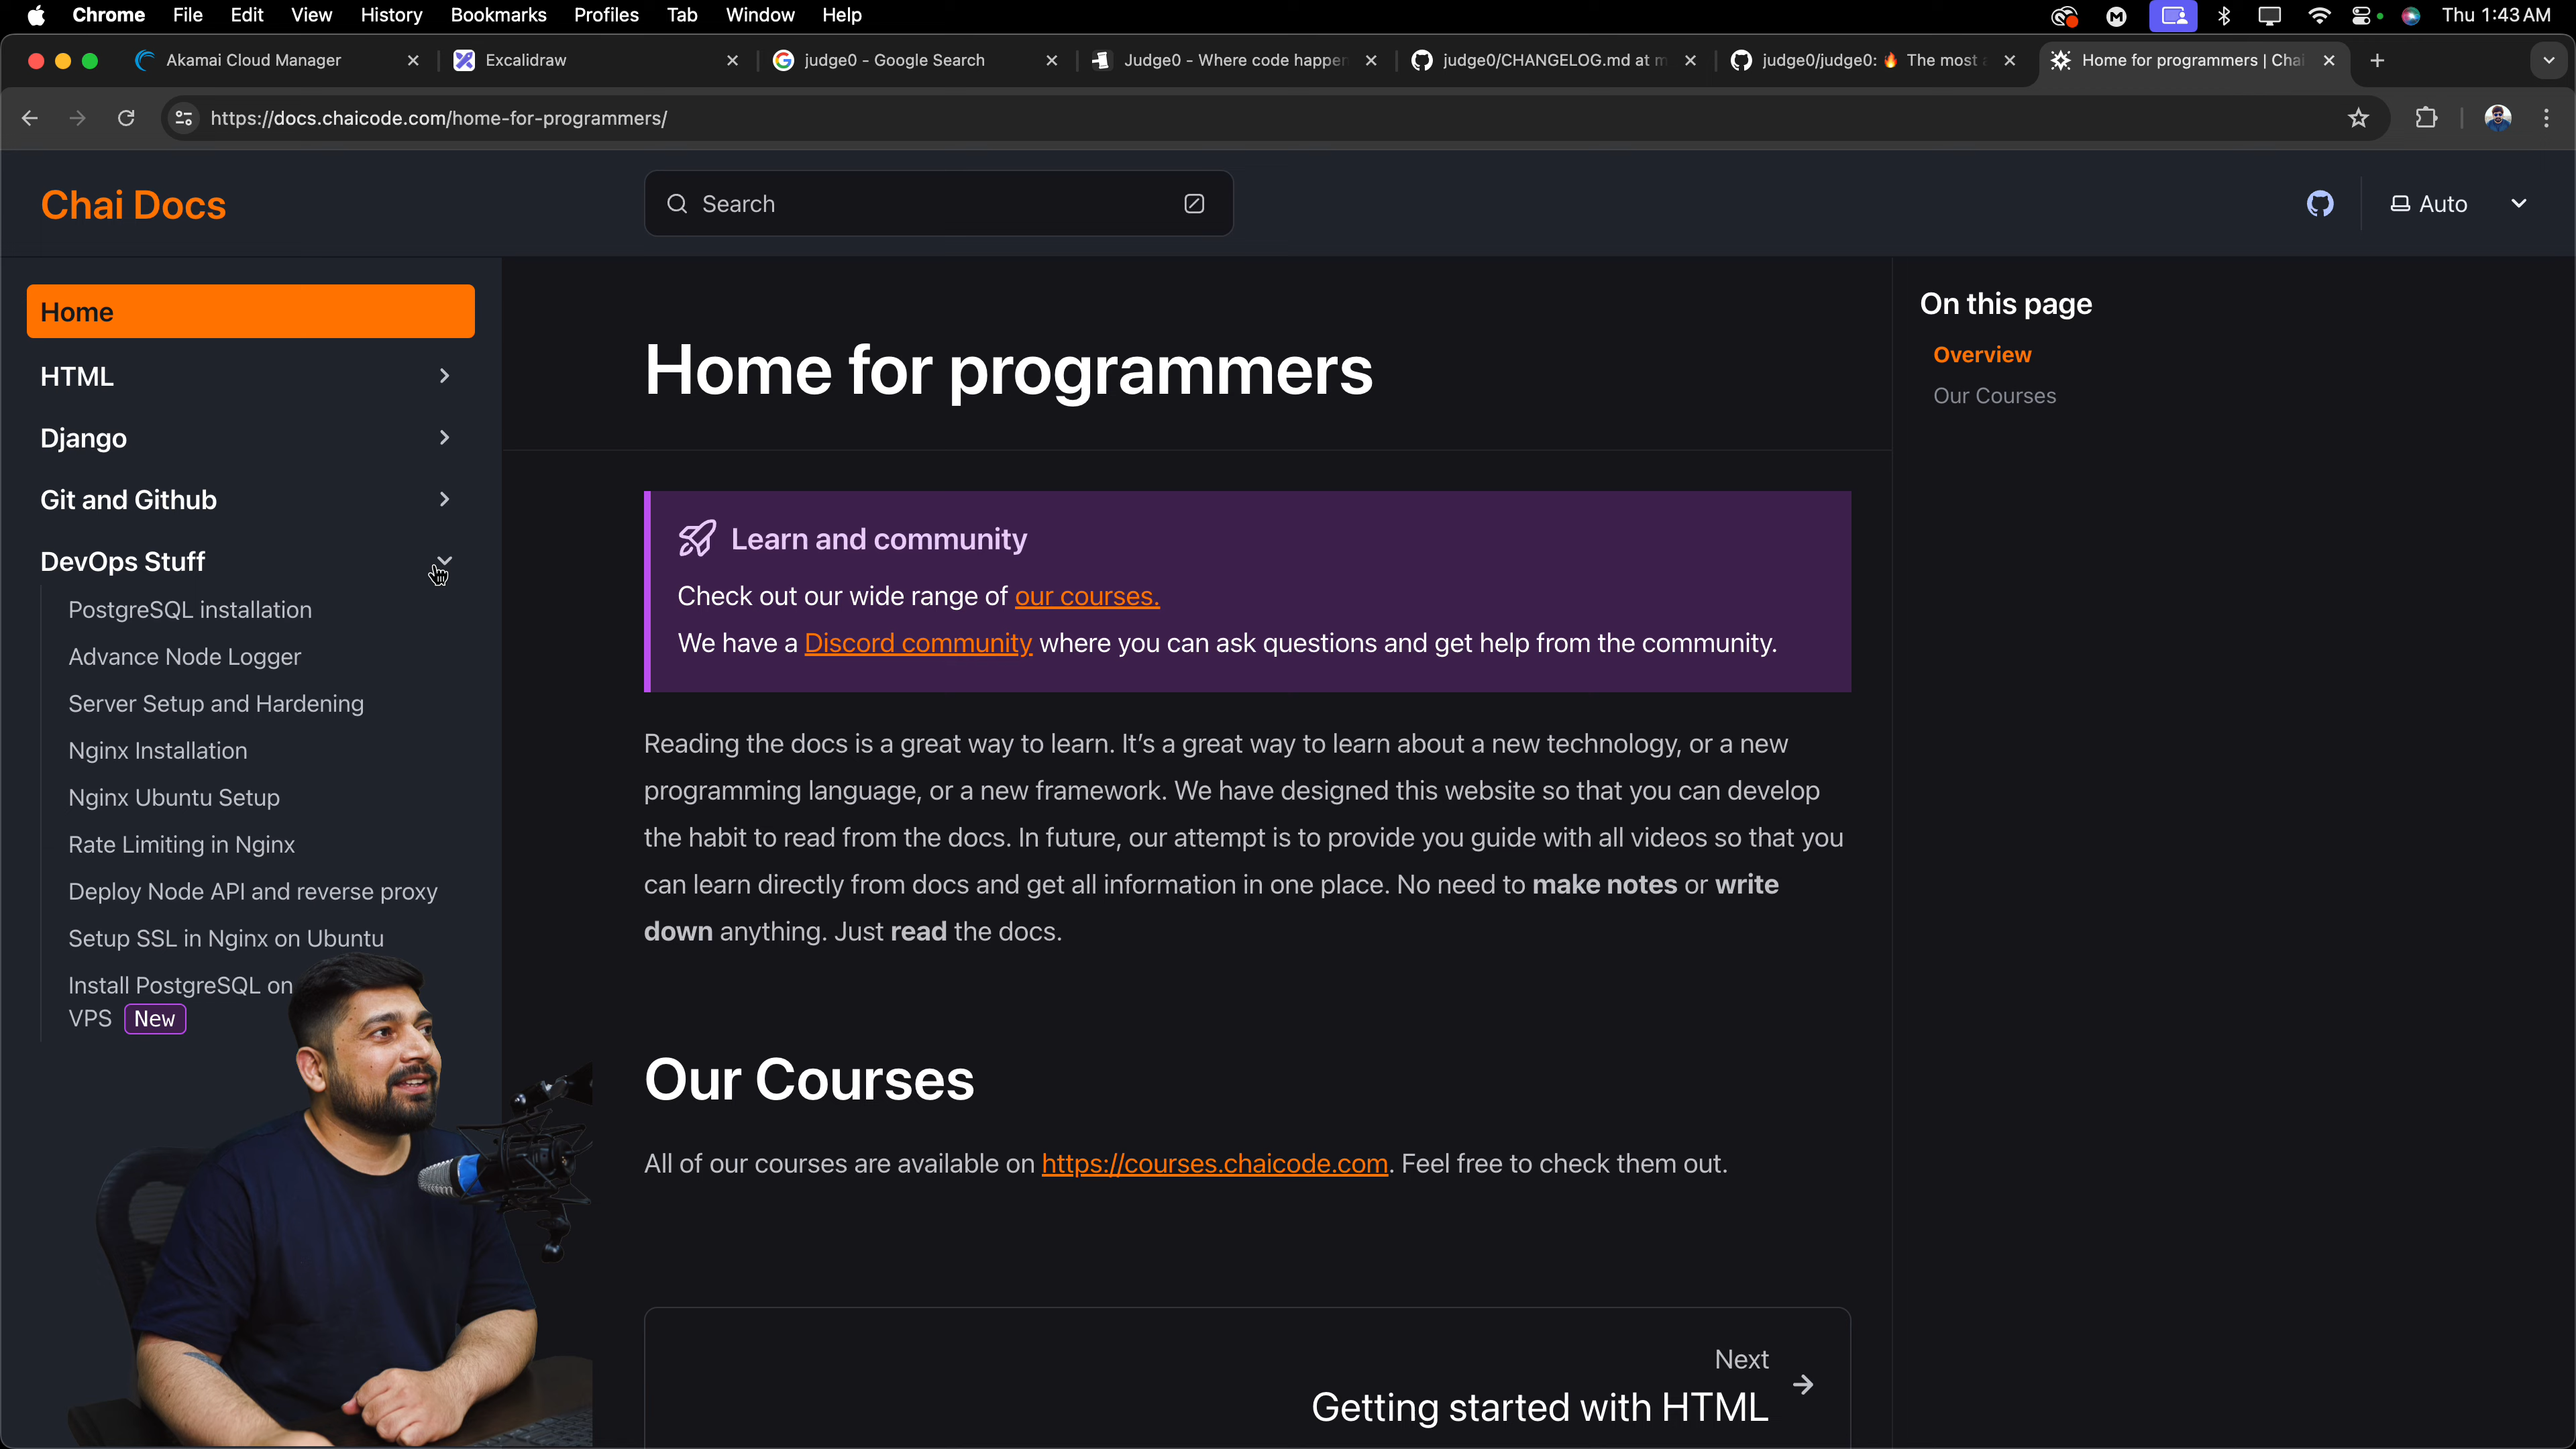 Chrome File Edit View History Bookmarks Profiles Tab Window Help
Thu 1:43 AM
Akamai Cloud Manager
Excalidraw
judge0 - Google Search
Judge0 - Where code happen
judge0/CHANGELOG.md at m
judge0/judge0: 🔥 The most
Home for programmers | Chai
https://docs.chaicode.com/home-for-programmers/
Chai Docs
Search
Auto
Home
HTML
Django
Git and Github
DevOps Stuff
PostgreSQL installation
Advance Node Logger
Server Setup and Hardening
Nginx Installation
Nginx Ubuntu Setup
Rate Limiting in Nginx
Deploy Node API and reverse proxy
Setup SSL in Nginx on Ubuntu
Install PostgreSQL on
VPS New
Home for programmers
Learn and community
Check out our wide range of our courses.
We have a Discord community where you can ask questions and get help from the community.
Reading the docs is a great way to learn. It’s a great way to learn about a new technology, or a new
programming language, or a new framework. We have designed this website so that you can develop
the habit to read from the docs. In future, our attempt is to provide you guide with all videos so that you
can learn directly from docs and get all information in one place. No need to make notes or write
down anything. Just read the docs.
Our Courses
All of our courses are available on https://courses.chaicode.com. Feel free to check them out.
Next
Getting started with HTML
On this page
Overview
Our Courses